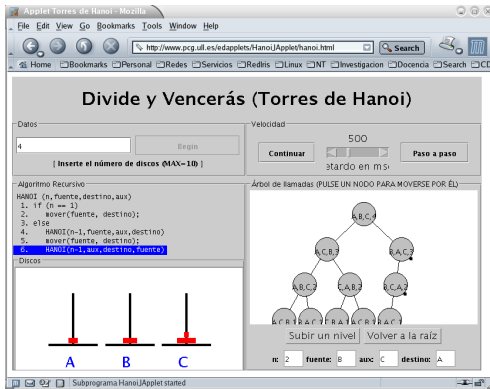 Applet Torres de Hanoi - Mozilla
File Edit View Go Bookmarks Tools Window Help
http://www.pcg.ull.es/edapplets/HanoiJApplet/hanoi.html
Search
Home Bookmarks Personal Redes Servicios RedIris Linux NT Investigacion Docencia Search CD
Divide y Vencerás (Torres de Hanoi)
Datos
4
Begin
[ Inserte el número de discos (MAX=10) ]
Velocidad
500
Continuar
Paso a paso
etardo en ms
Algoritmo Recursivo
HANOI (n,fuente,destino,aux)
1. if (n == 1)
2. mover(fuente, destino);
3. else
4. HANOI(n-1,fuente,aux,destino)
5. mover(fuente, destino);
6. HANOI(n-1,aux,destino,fuente)
Discos
A B C
Árbol de llamadas (PULSE UN NODO PARA MOVERSE POR ÉL)
A,B,C,4
A,C,B,3 B,A,C,3
A,B,C,2 C,A,B,2 B,C,A,2
Subir un nivel Volver a la raíz
n: 2 fuente: B aux: C destino: A
Subprograma HanoiJApplet started